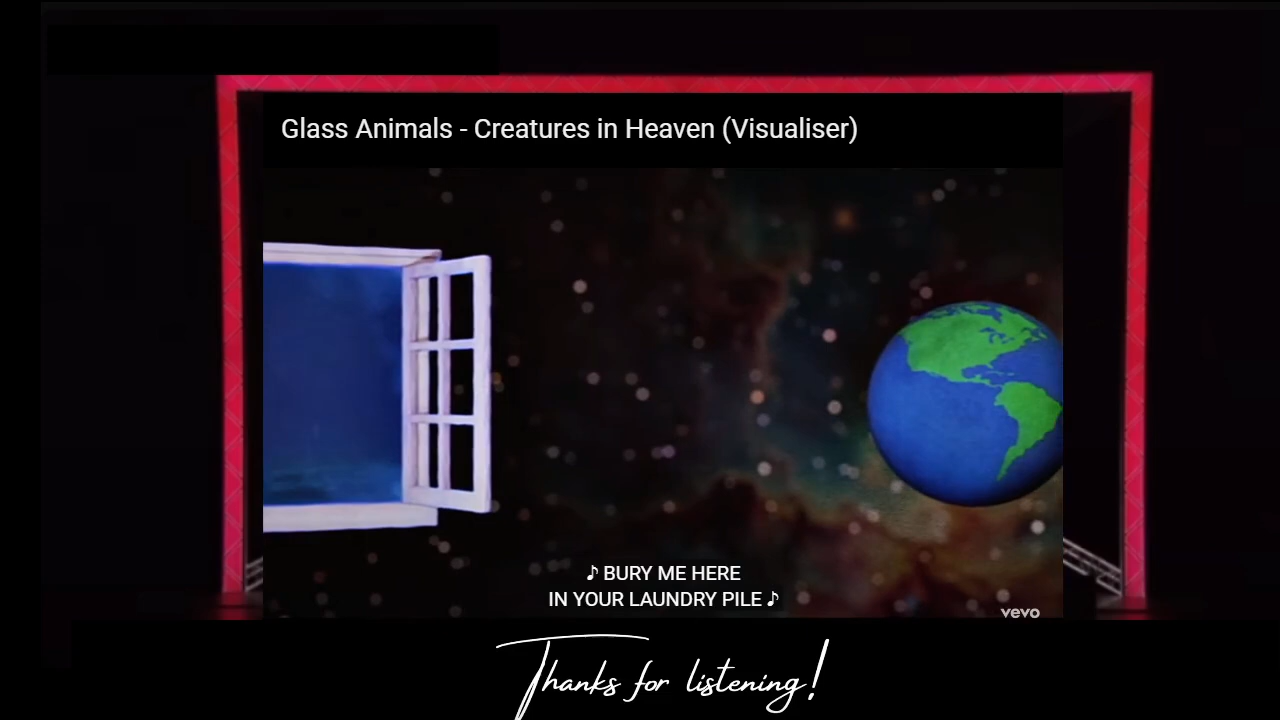 Glass Animals - Creatures in Heaven (Visualiser)
♪ BURY ME HERE
IN YOUR LAUNDRY PILE ♪
vevo
Thanks for listening!